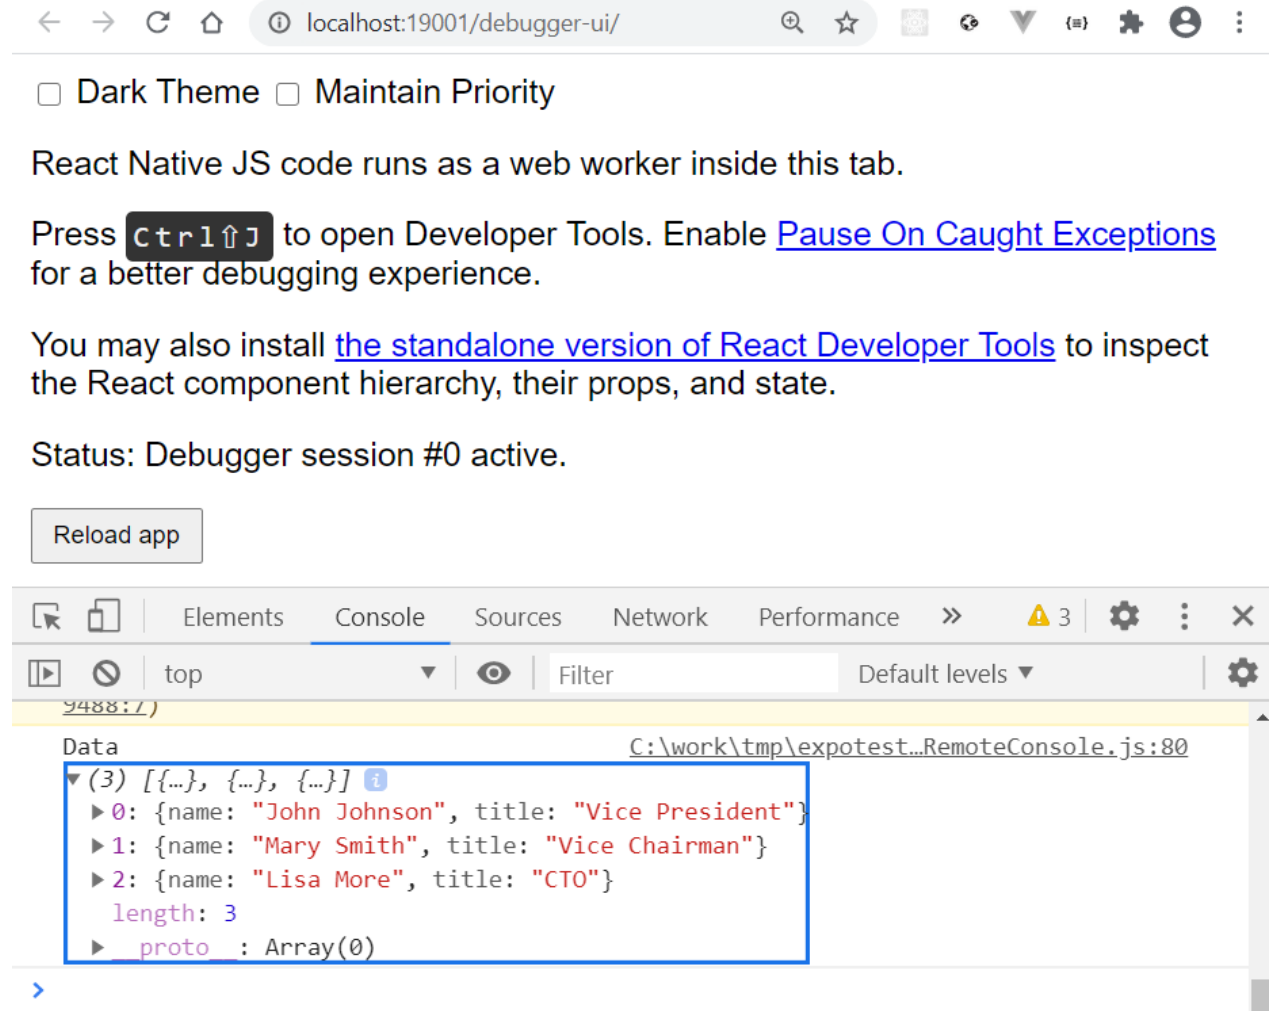 localhost:19001/debugger-ui/
Dark Theme Maintain Priority
React Native JS code runs as a web worker inside this tab.
Press Ctrl⇧J to open Developer Tools. Enable Pause On Caught Exceptions
for a better debugging experience.
You may also install the standalone version of React Developer Tools to inspect
the React component hierarchy, their props, and state.
Status: Debugger session #0 active.
Reload app
Elements Console Sources Network Performance » 3
top Filter Default levels ▼
9488:7)
Data C:\work\tmp\expotest…RemoteConsole.js:80
(3) [{…}, {…}, {…}] i
0: {name: "John Johnson", title: "Vice President"}
1: {name: "Mary Smith", title: "Vice Chairman"}
2: {name: "Lisa More", title: "CTO"}
length: 3
__proto__: Array(0)